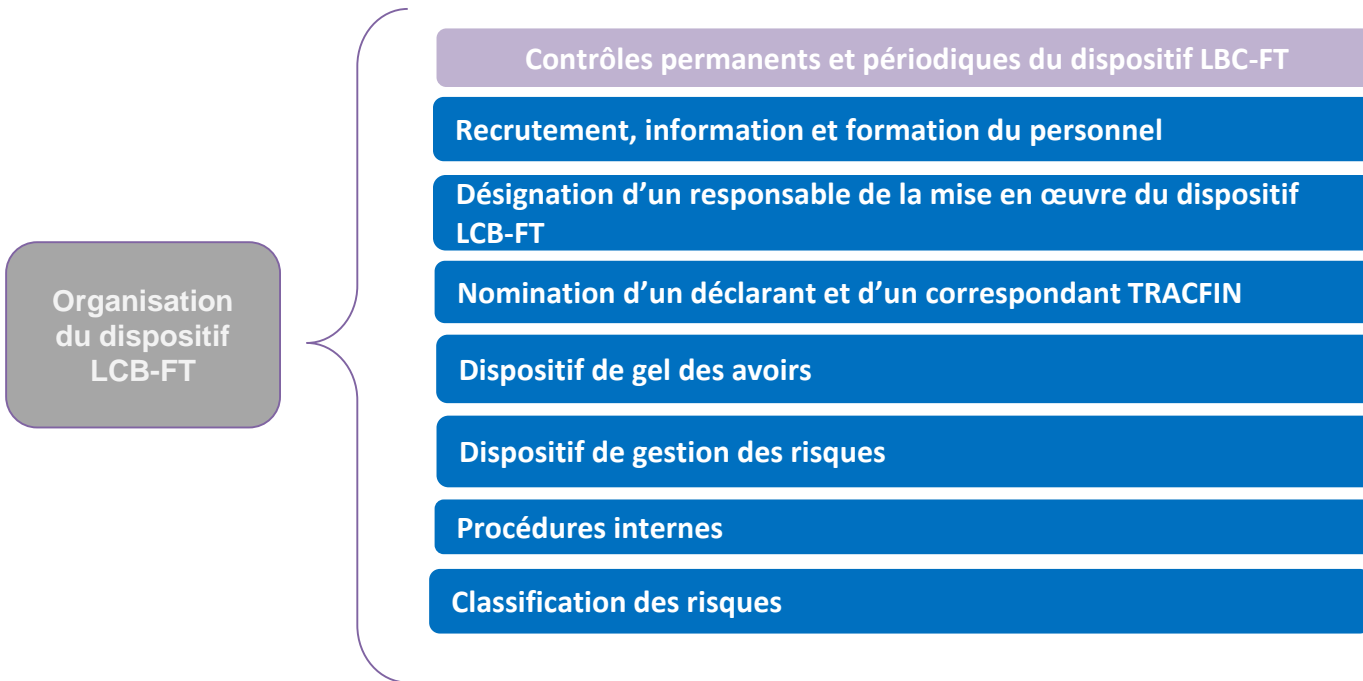 Contrôles permanents et périodiques du dispositif LBC-FT
Recrutement, information et formation du personnel
Désignation d’un responsable de la mise en œuvre du dispositif
LCB-FT
Organisation
du dispositif
LCB-FT
Nomination d’un déclarant et d’un correspondant TRACFIN
Dispositif de gel des avoirs
Dispositif de gestion des risques
Procédures internes
Classification des risques